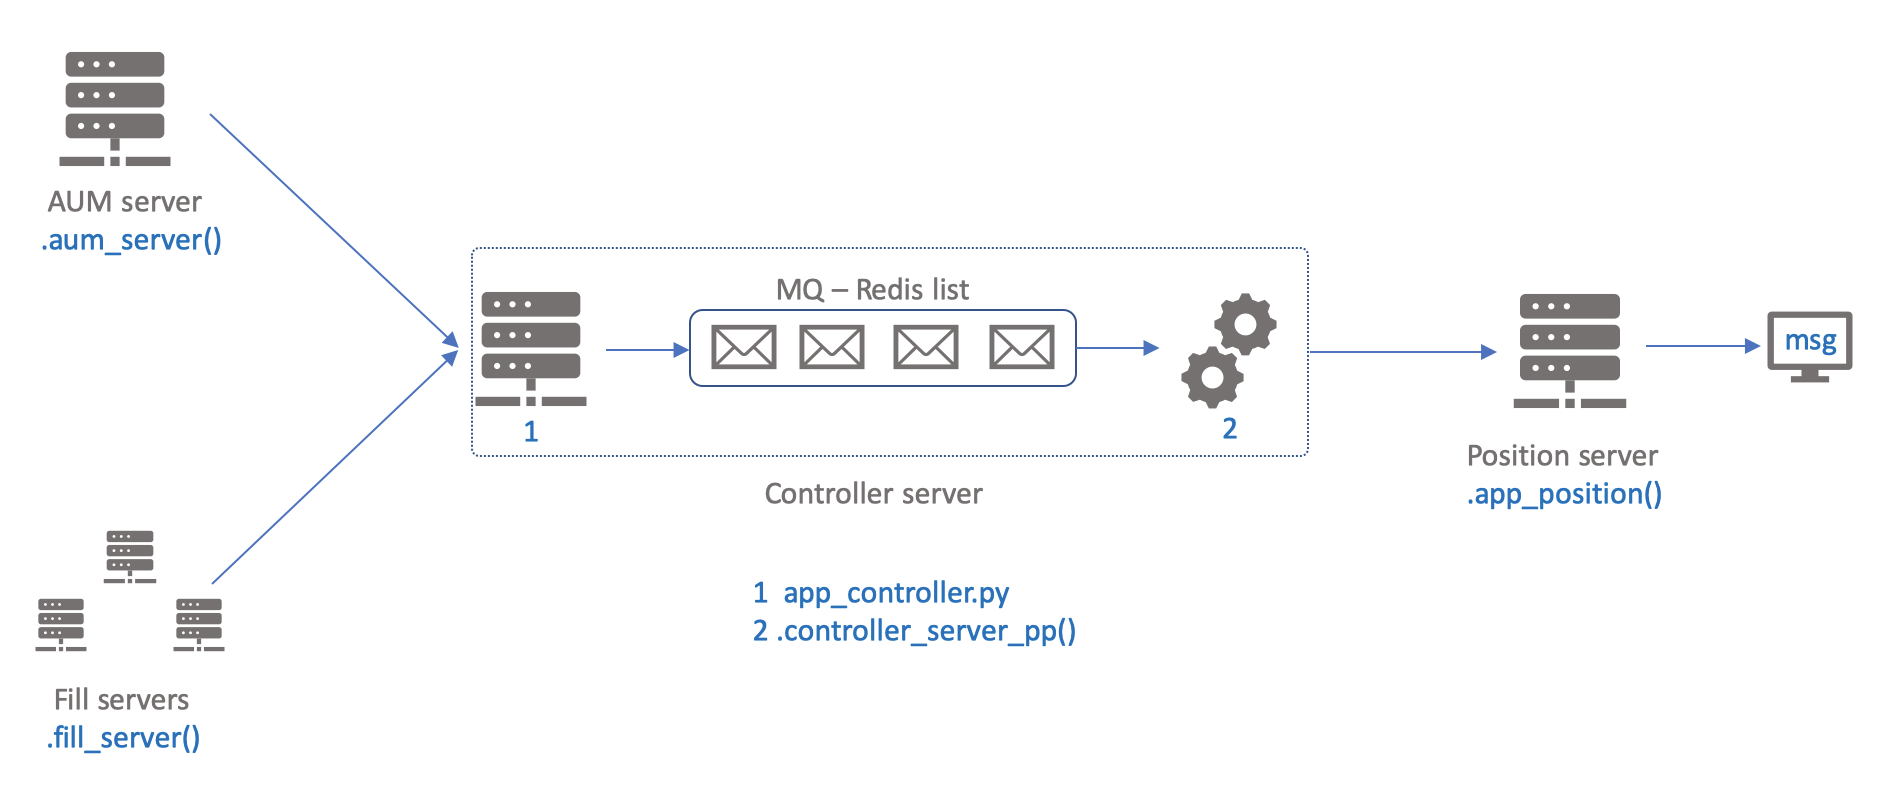 AUM server
.aum_server()
MQ – Redis list
msg
1
2
Controller server
Position server
.app_position()
1 app_controller.py
2 .controller_server_pp()
Fill servers
.fill_server()